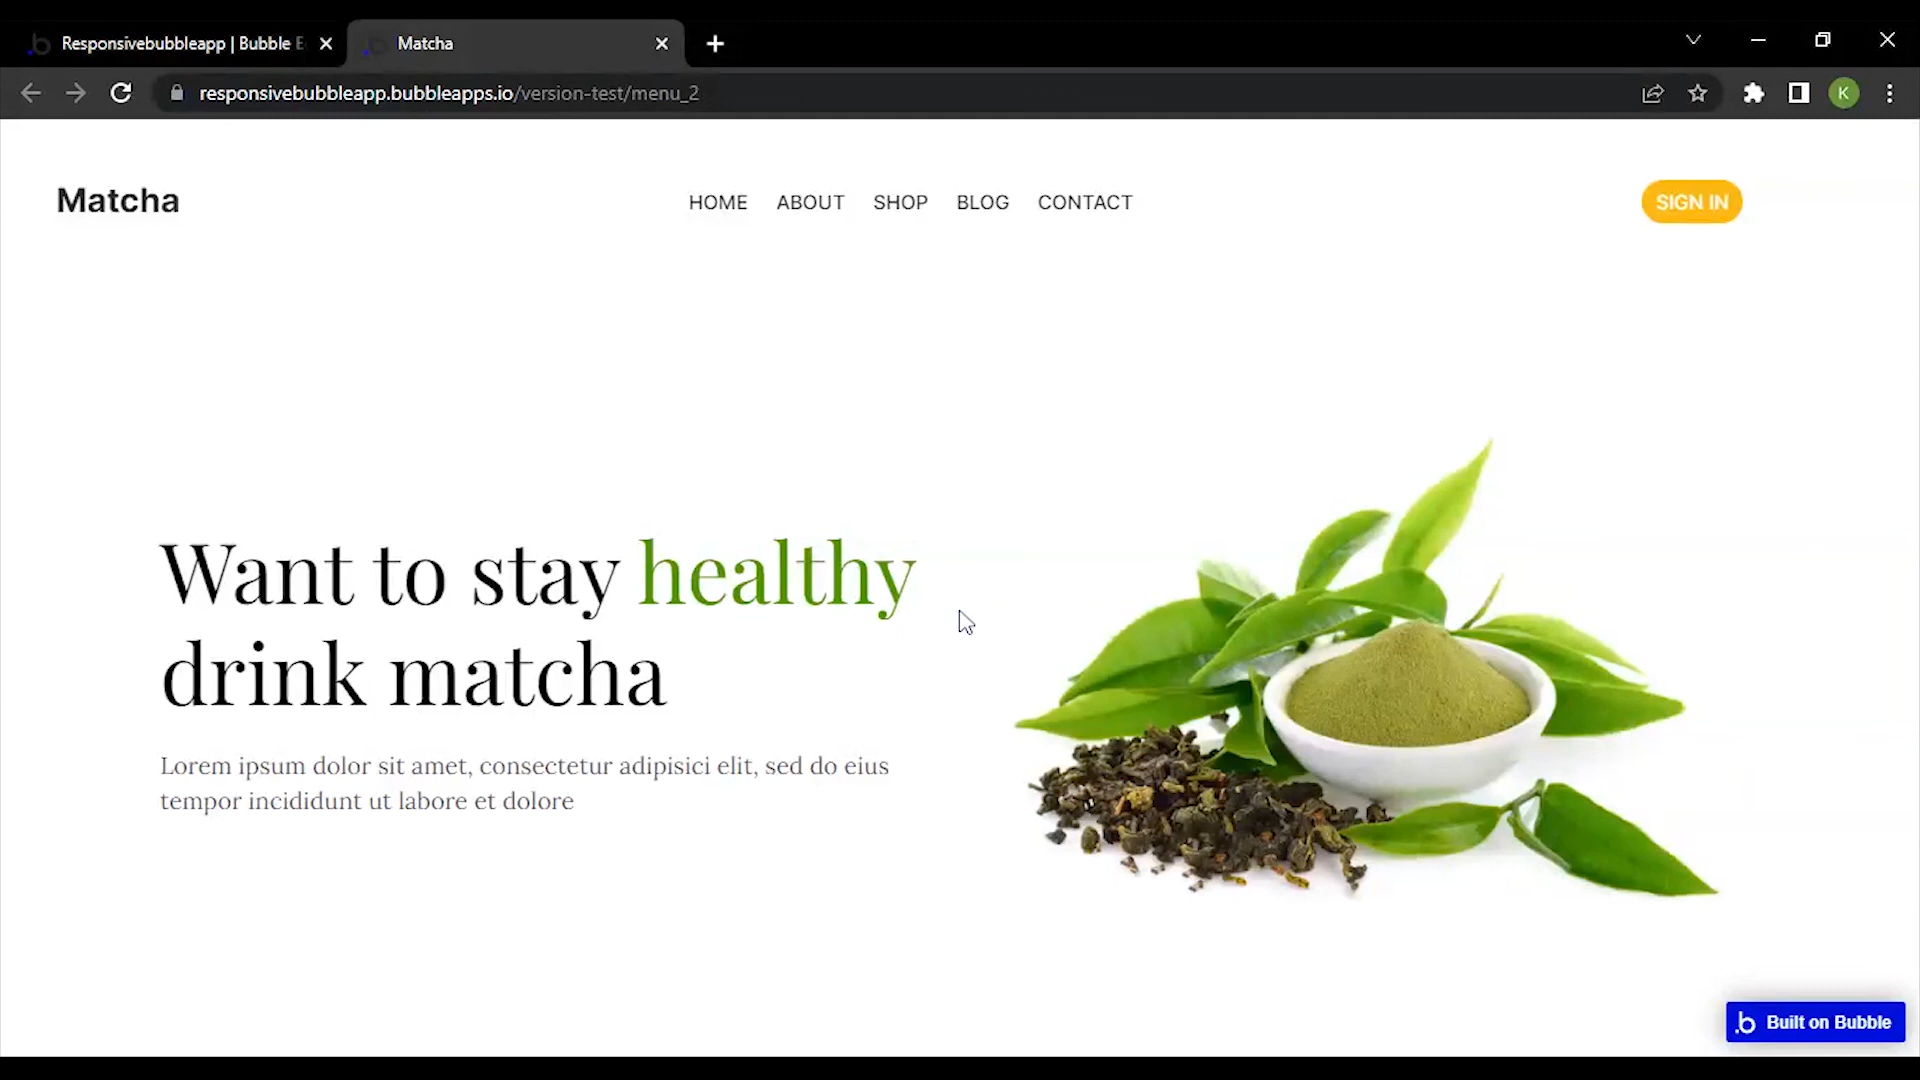 Responsivebubbleapp | Bubble E
Matcha
responsivebubbleapp.bubbleapps.io/version-test/menu_2
K
Matcha
HOME ABOUT SHOP BLOG CONTACT
SIGN IN
Want to stay healthy
drink matcha
Lorem ipsum dolor sit amet, consectetur adipisici elit, sed do eius
tempor incididunt ut labore et dolore
.b Built on Bubble